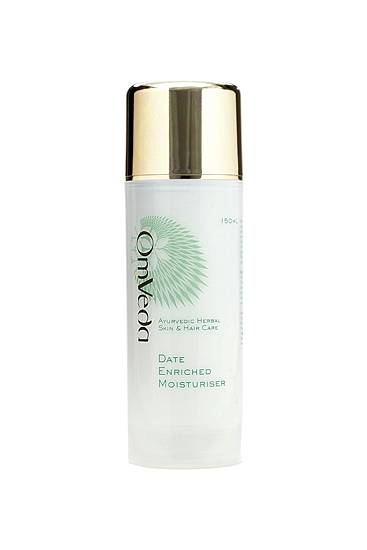 150ML
OmVeda
AYURVEDIC HERBAL
SKIN & HAIR CARE
DATE
ENRICHED
MOISTURISER